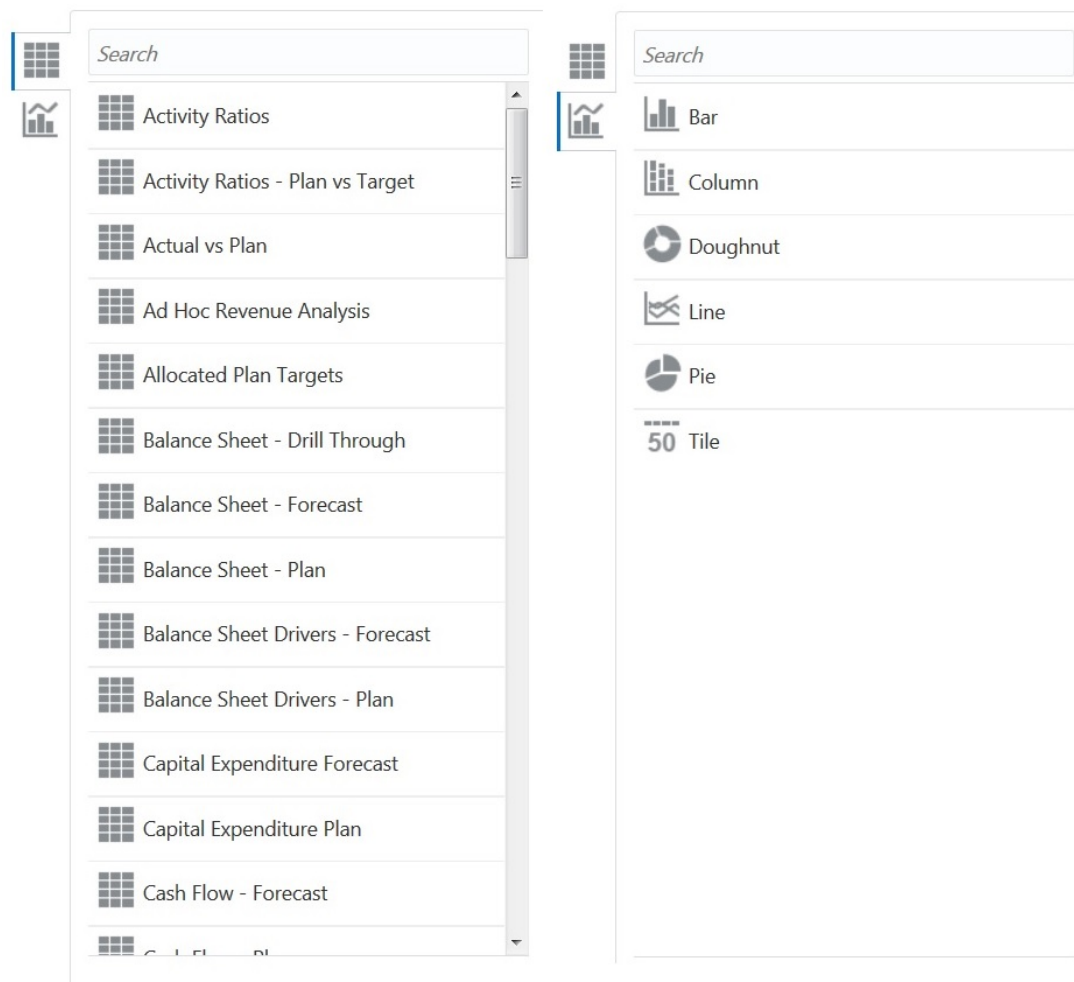 Search
Activity Ratios
Activity Ratios - Plan vs Target
Actual vs Plan
Ad Hoc Revenue Analysis
Allocated Plan Targets
Balance Sheet - Drill Through
Balance Sheet - Forecast
Balance Sheet - Plan
Balance Sheet Drivers - Forecast
Balance Sheet Drivers - Plan
Capital Expenditure Forecast
Capital Expenditure Plan
Cash Flow - Forecast
Search
Bar
Column
Doughnut
Line
Pie
50 Tile